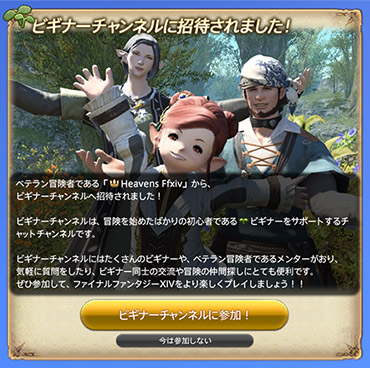 ビギナーチャンネルに招待されました!
ベテラン冒険者である「Heavens Ffxiv」から、
ビギナーチャンネルへ招待されました！
ビギナーチャンネルは、冒険を始めたばかりの初心者であるビギナーをサポートするチ
ャットチャンネルです。
ビギナーチャンネルにはたくさんのビギナーや、ベテラン冒険者であるメンターがおり、
気軽に質問をしたり、ビギナー同士の交流や冒険の仲間探しにとても便利です。
ぜひ参加して、ファイナルファンタジーXIVをより楽しくプレイしましょう！！
ビギナーチャンネルに参加！
今は参加しない